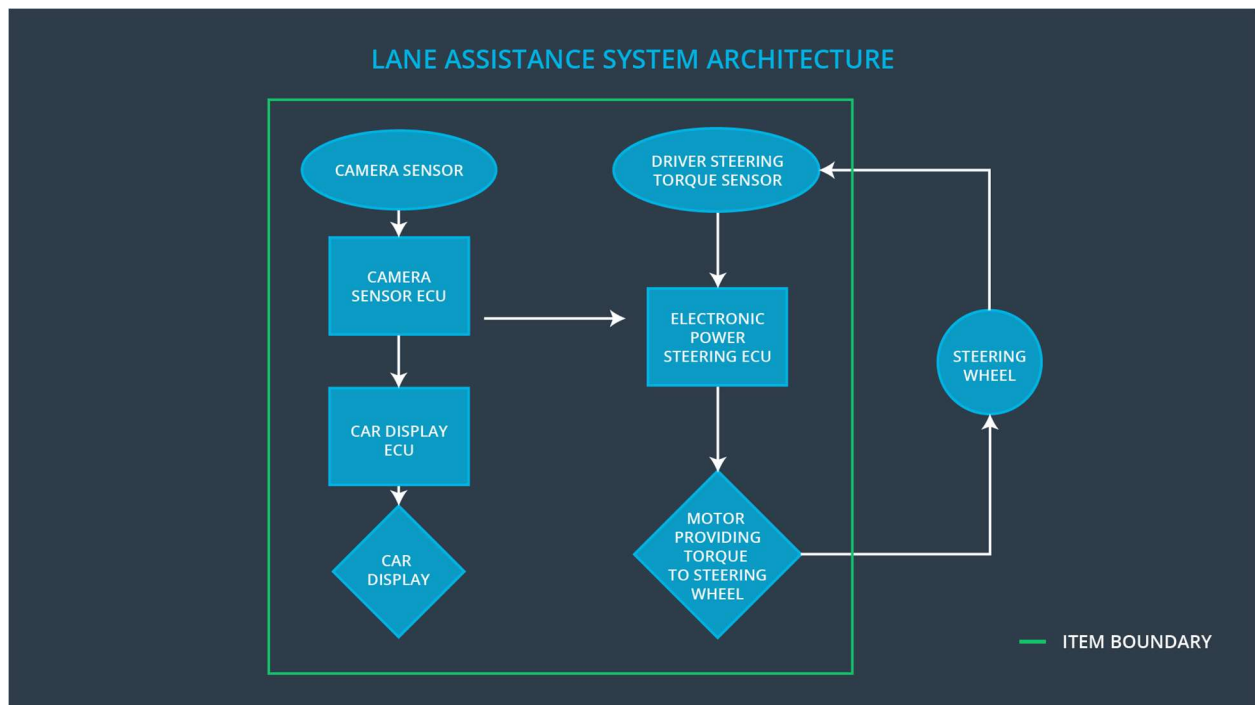 LANE ASSISTANCE SYSTEM ARCHITECTURE
CAMERA SENSOR
CAMERA
SENSOR ECU
CAR DISPLAY
ECU
CAR
DISPLAY
DRIVER STEERING
TORQUE SENSOR
ELECTRONIC
POWER
STEERING ECU
MOTOR
PROVIDING
TORQUE
TO STEERING
WHEEL
STEERING
WHEEL
ITEM BOUNDARY